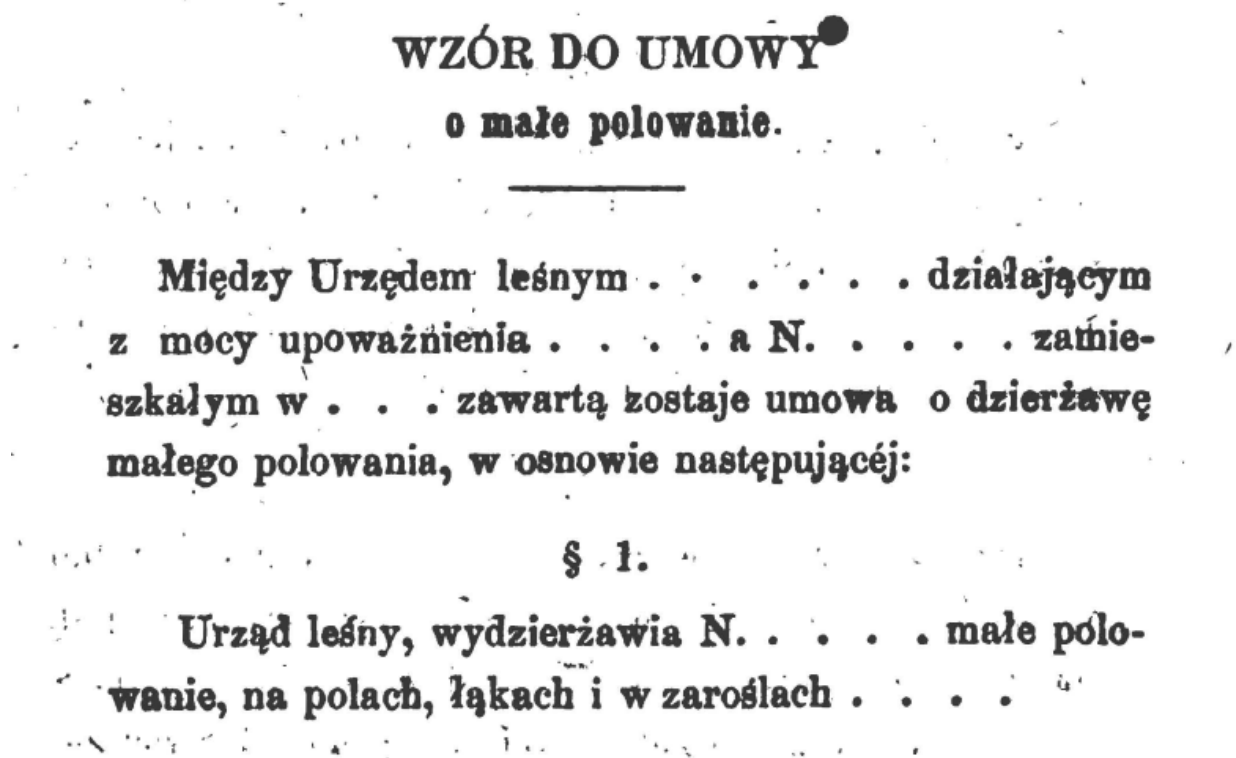 WZÓR DO UMOWY
o małe polowanie.
Między Urzędem leśnym . . . . . . działającym
z mocy upoważnienia . . . . a N. . . . . zamie-
szkałym w . . . zawartą zostaje umowa o dzierżawę
małego polowania, w osnowie następującéj:
§ 1.
Urząd leśny, wydzierżawia N. . . . . małe polo-
wanie, na polach, łąkach i w zaroślach . . . .